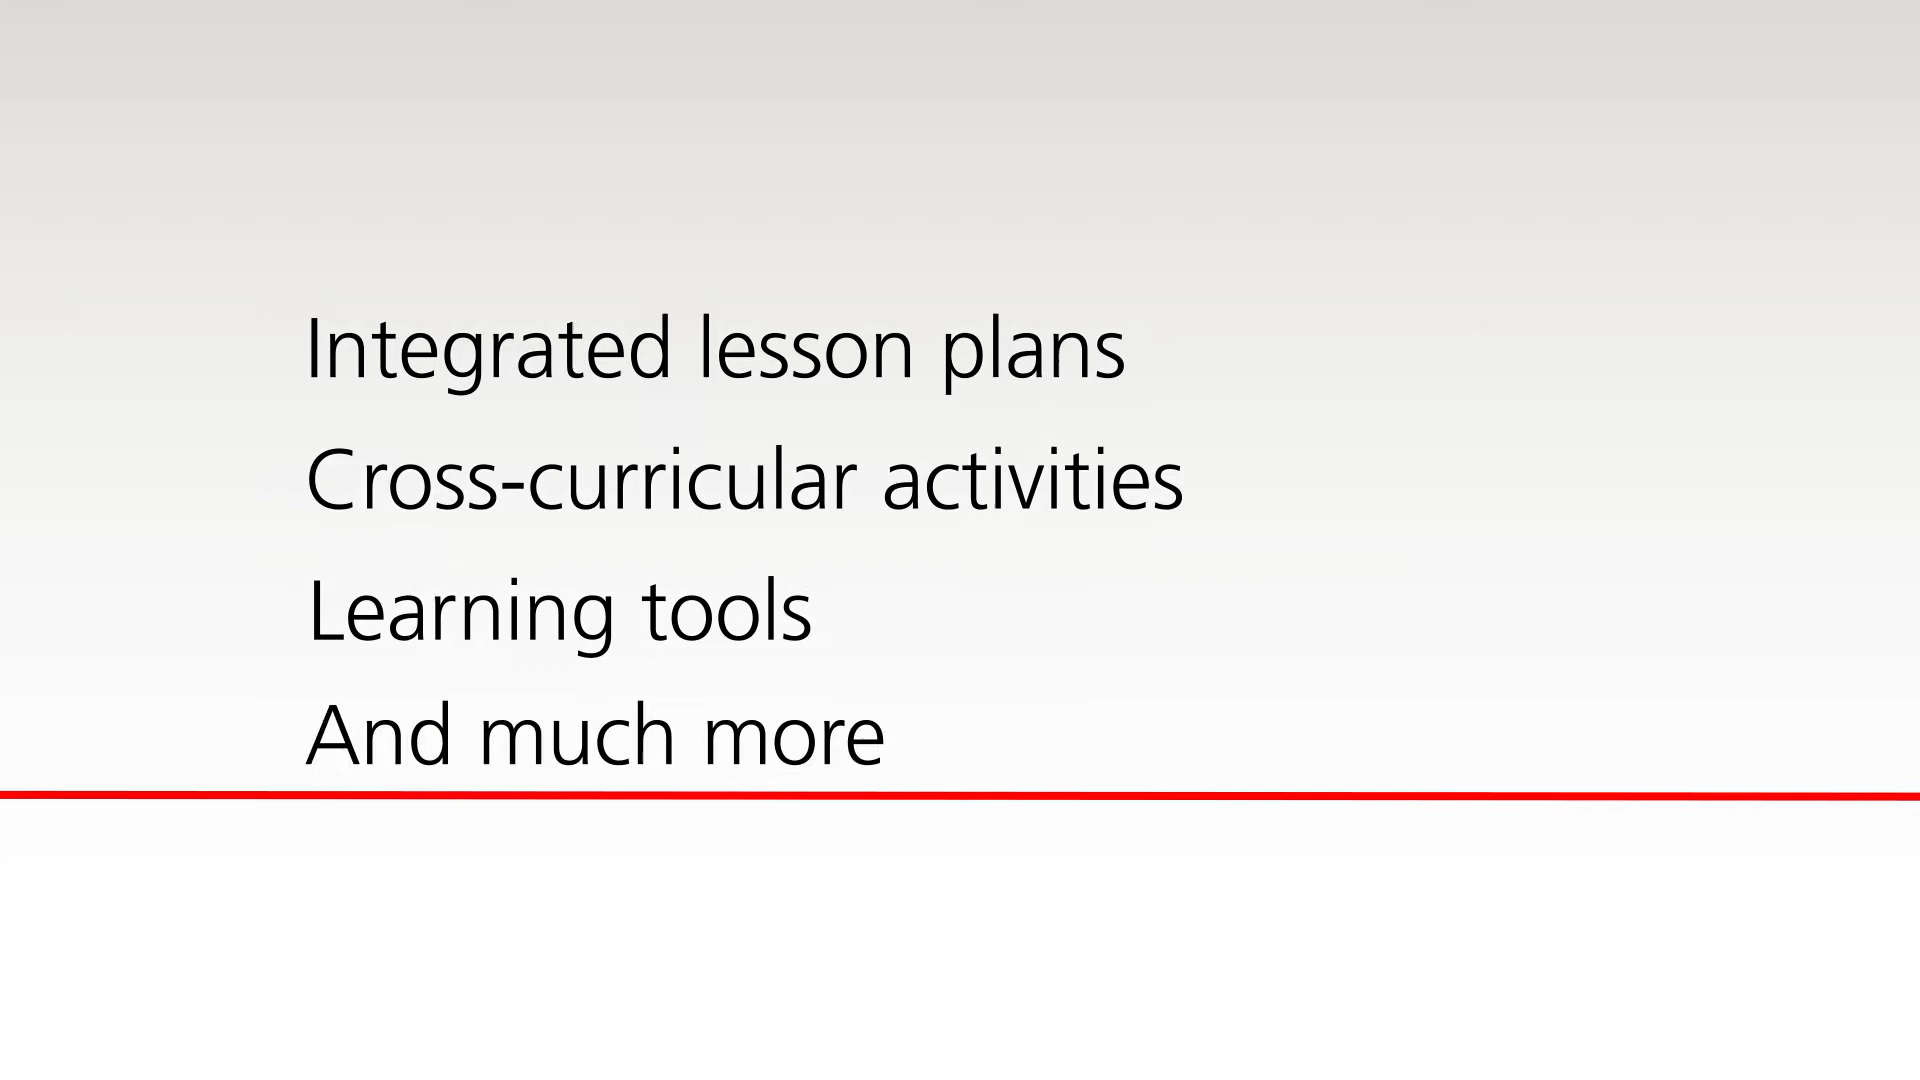 Integrated lesson plans
Cross-curricular activities
Learning tools
And much more